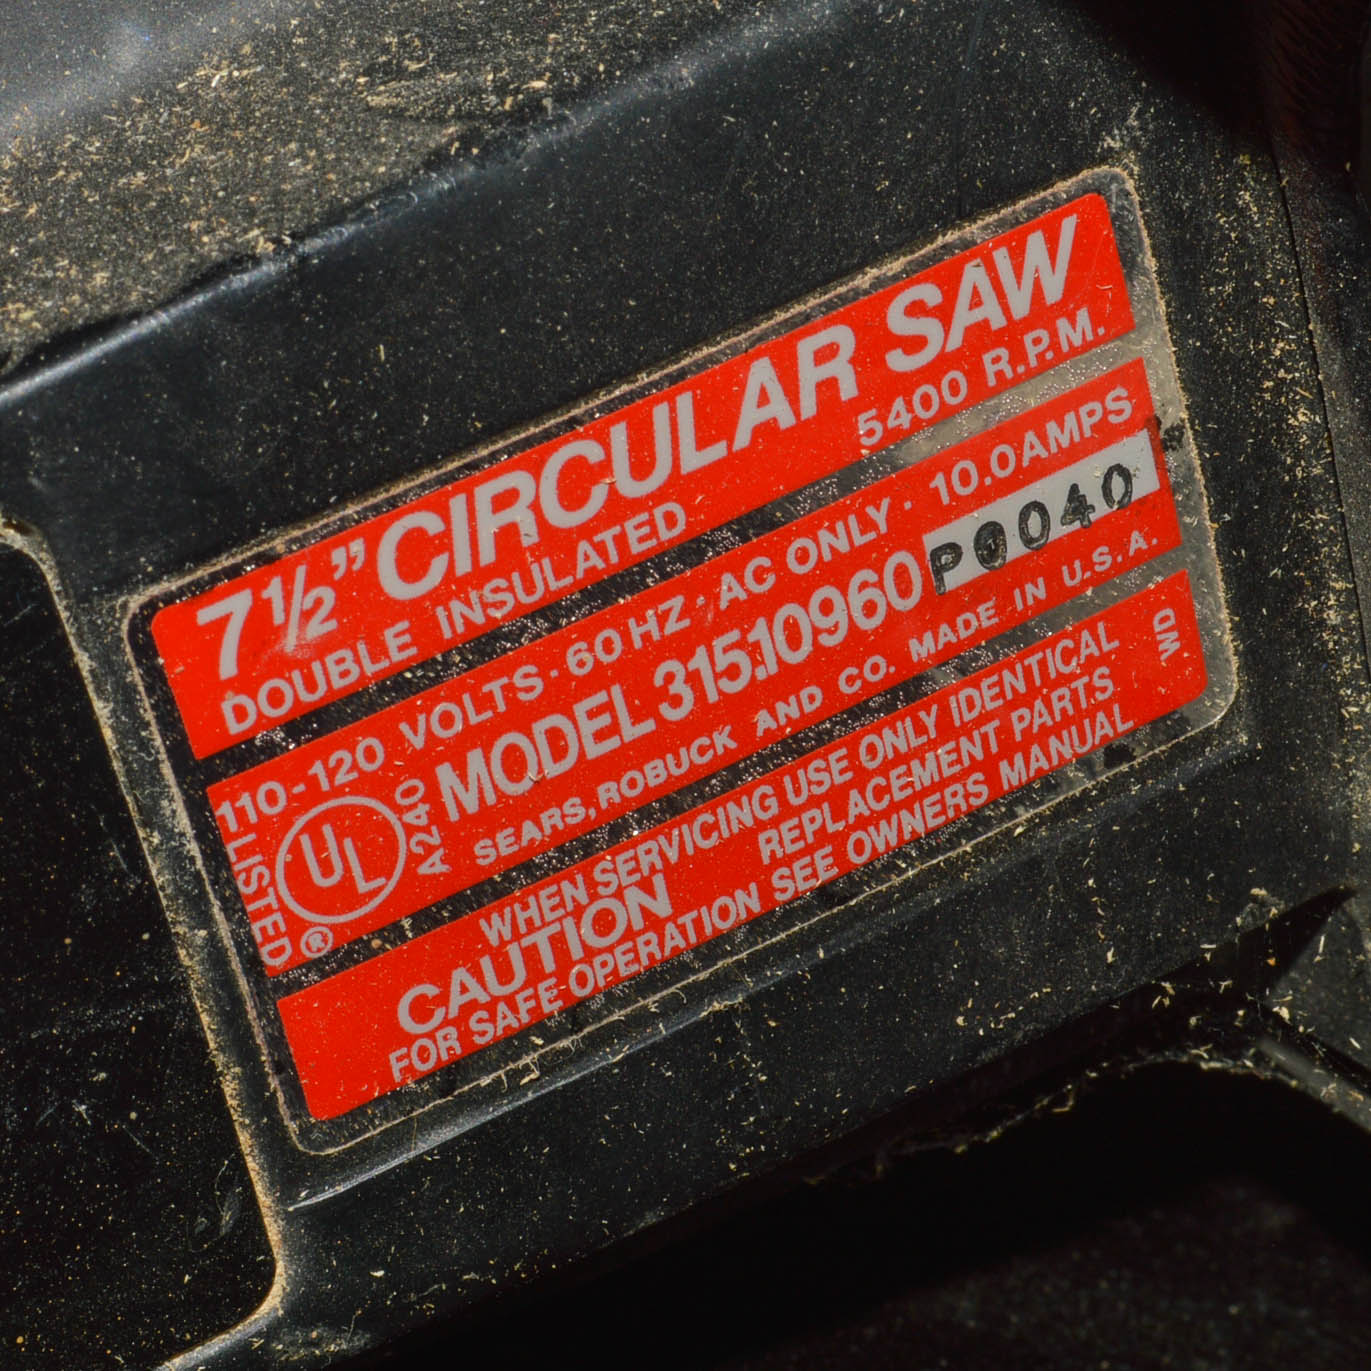 7 1/2" CIRCULAR SAW
DOUBLE INSULATED 5400 R.P.M.
110-120 VOLTS · 60 HZ · AC ONLY · 10.0 AMPS
LISTED UL ® A240
MODEL 315.10960 P0040
SEARS, ROBUCK AND CO. MADE IN U.S.A.
WHEN SERVICING USE ONLY IDENTICAL
CAUTION REPLACEMENT PARTS
FOR SAFE OPERATION SEE OWNERS MANUAL
WD